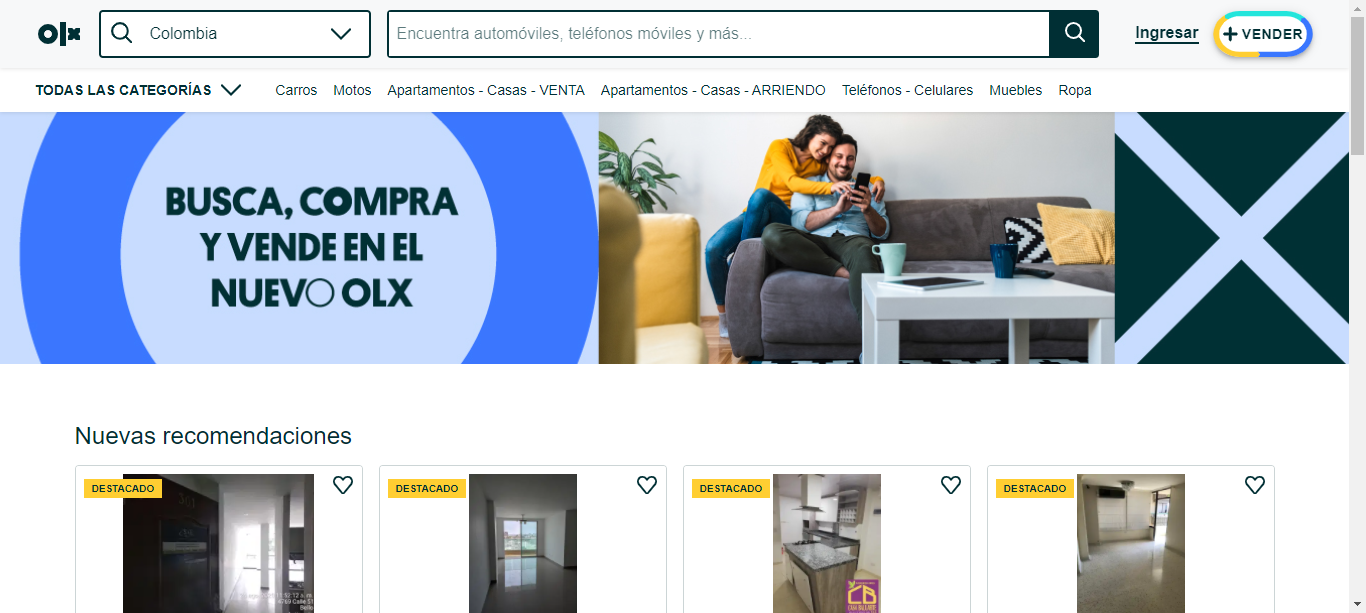 olx
Colombia
Encuentra automóviles, teléfonos móviles y más...
Ingresar
+ VENDER
TODAS LAS CATEGORÍAS
Carros
Motos
Apartamentos - Casas - VENTA
Apartamentos - Casas - ARRIENDO
Teléfonos - Celulares
Muebles
Ropa
BUSCA, COMPRA
Y VENDE EN EL
NUEVO OLX
Nuevas recomendaciones
DESTACADO
DESTACADO
DESTACADO
DESTACADO
CB